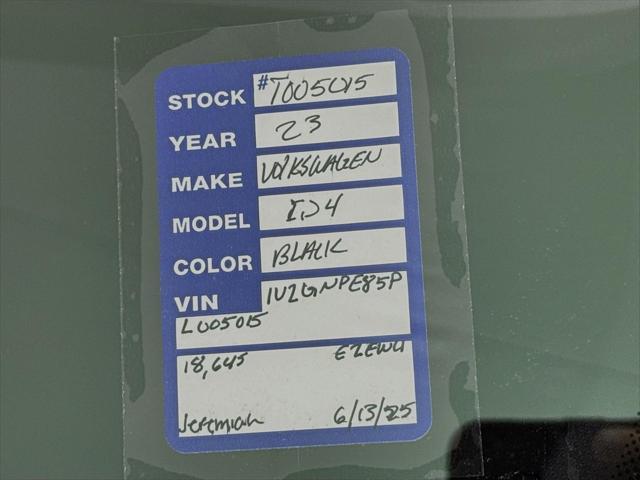 STOCK #T005015
YEAR 23
MAKE VOLKSWAGEN
MODEL ID4
COLOR BLACK
VIN 1V2GNPE85P
L005015
18,645 EZEWU
Jeremiah 6/13/25